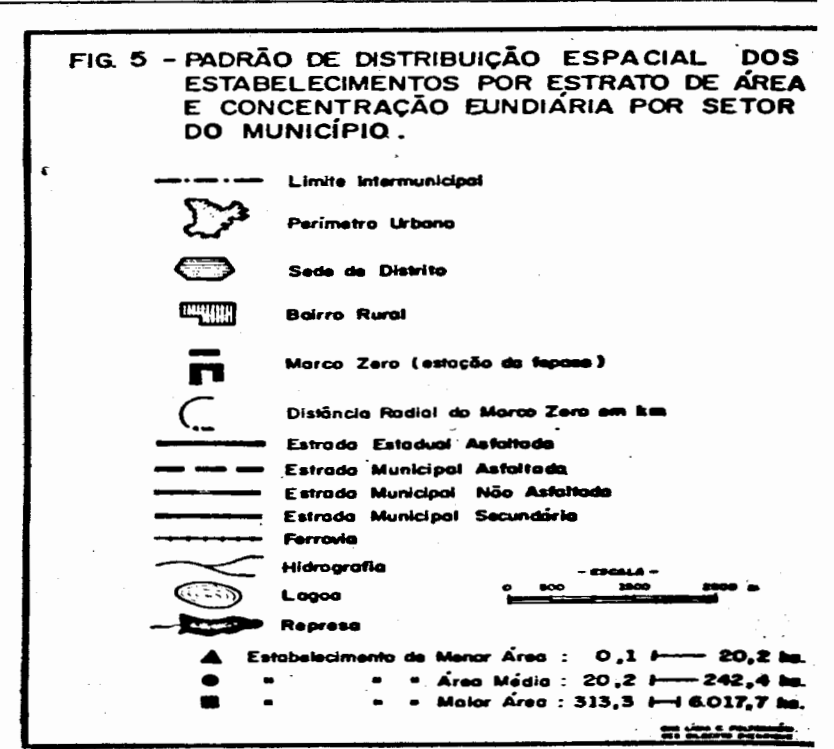 FIG. 5 - PADRÃO DE DISTRIBUIÇÃO ESPACIAL DOS
ESTABELECIMENTOS POR ESTRATO DE ÁREA
E CONCENTRAÇÃO EUNDIÁRIA POR SETOR
DO MUNICÍPIO.
Limite Intermunicipal
Perímetro Urbano
Sede de Distrito
Bairro Rural
Marco Zero (estação da fepasa)
Distância Radial do Marco Zero em km
Estrada Estadual Asfaltada
Estrada Municipal Asfaltada
Estrada Municipal Não Asfaltada
Estrada Municipal Secundária
Ferrovia
Hidrografia
- ESCALA -
Lagoa
0 500
Represa
Estabelecimento de Menor Área : 0,1 ⊢— 20,2 ha.
" " " Área Média : 20,2 ⊢— 242,4 ha.
" " " Maior Área : 313,3 ⊢⊣ 6.017,7 ha.